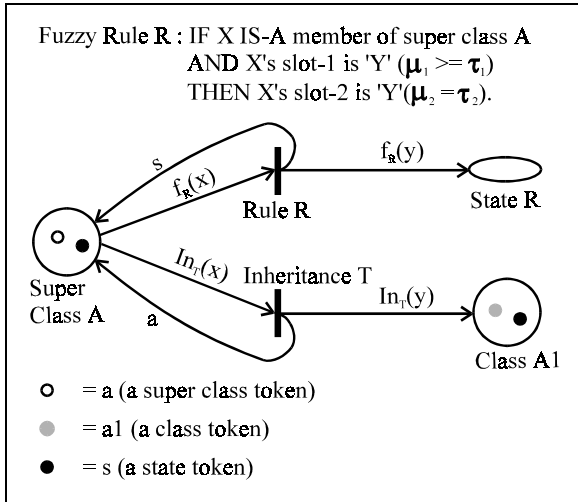 Fuzzy Rule R : IF X IS-A member of super class A
AND X's slot-1 is 'Y' (μ₁ >= τ₁)
THEN X's slot-2 is 'Y'(μ₂ = τ₂).
s
f_R(x)
f_R(y)
Rule R
State R
In_T(x)
Inheritance T
In_T(y)
Super
Class A
a
Class A1
= a (a super class token)
= a1 (a class token)
= s (a state token)